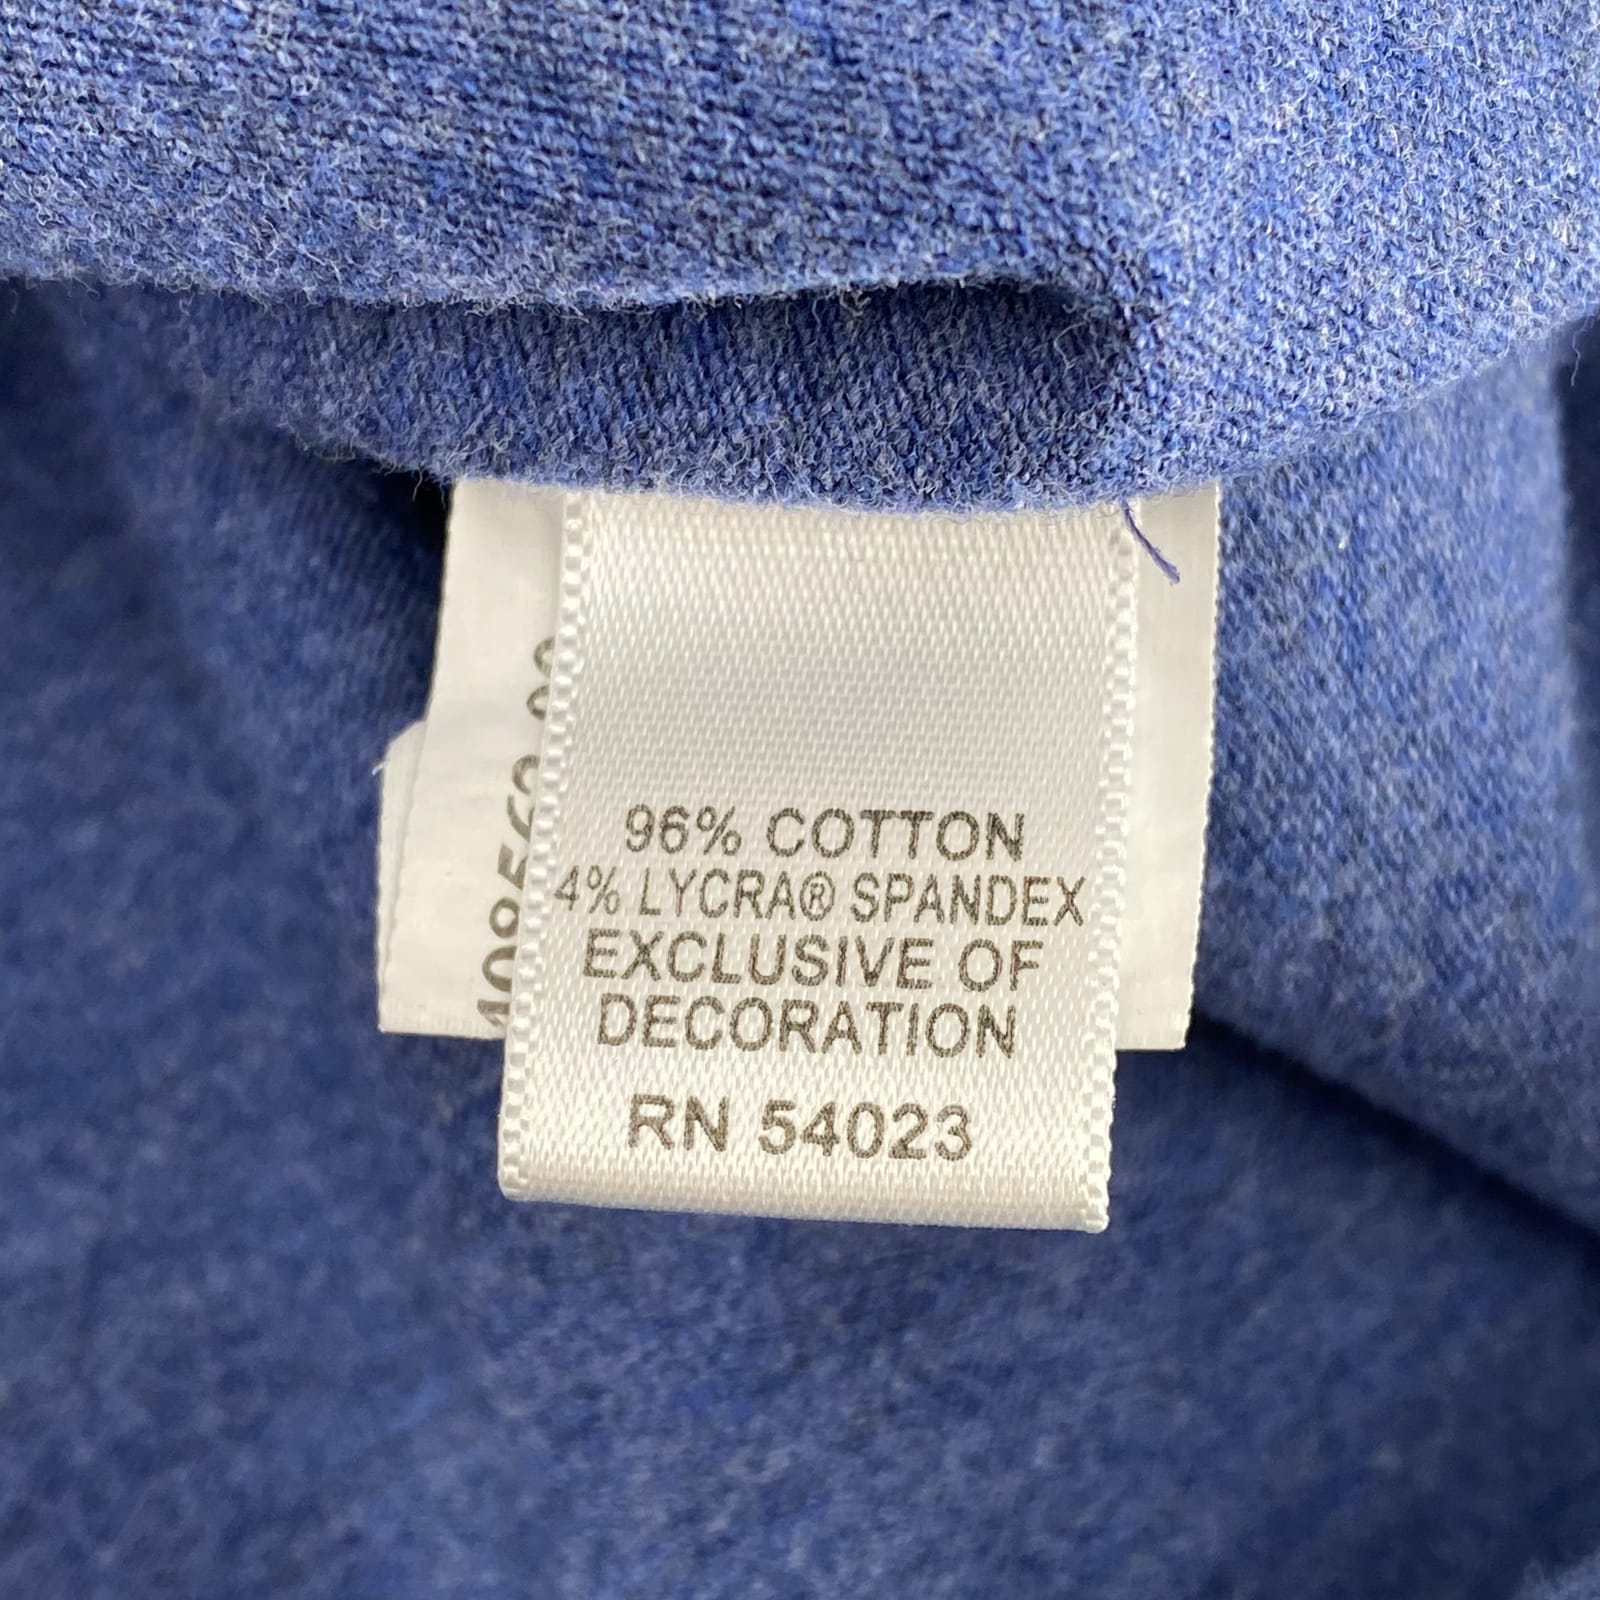 96% COTTON
4% LYCRA® SPANDEX
EXCLUSIVE OF
DECORATION
RN 54023